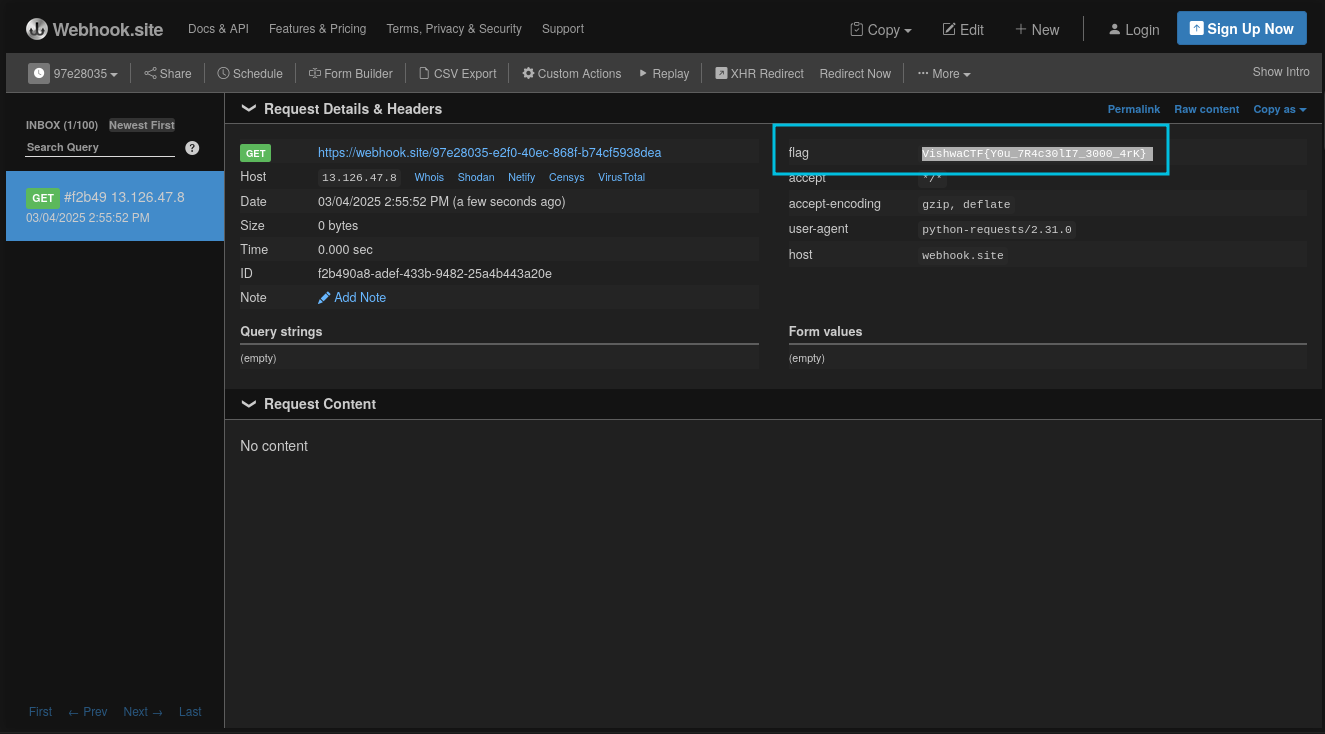 Webhook.site Docs & API Features & Pricing Terms, Privacy & Security Support Copy Edit + New Login Sign Up Now
97e28035 Share Schedule Form Builder CSV Export Custom Actions Replay XHR Redirect Redirect Now ··· More Show Intro
INBOX (1/100) Newest First
Search Query ?
GET #f2b49 13.126.47.8
03/04/2025 2:55:52 PM
First ← Prev Next → Last
Request Details & Headers Permalink Raw content Copy as
GET https://webhook.site/97e28035-e2f0-40ec-868f-b74cf5938dea
Host 13.126.47.8 Whois Shodan Netify Censys VirusTotal
Date 03/04/2025 2:55:52 PM (a few seconds ago)
Size 0 bytes
Time 0.000 sec
ID f2b490a8-adef-433b-9482-25a4b443a20e
Note Add Note
flag VishwaCTF{Y0u_7R4c30lI7_3000_4rK}
accept */*
accept-encoding gzip, deflate
user-agent python-requests/2.31.0
host webhook.site
Query strings
(empty)
Form values
(empty)
Request Content
No content